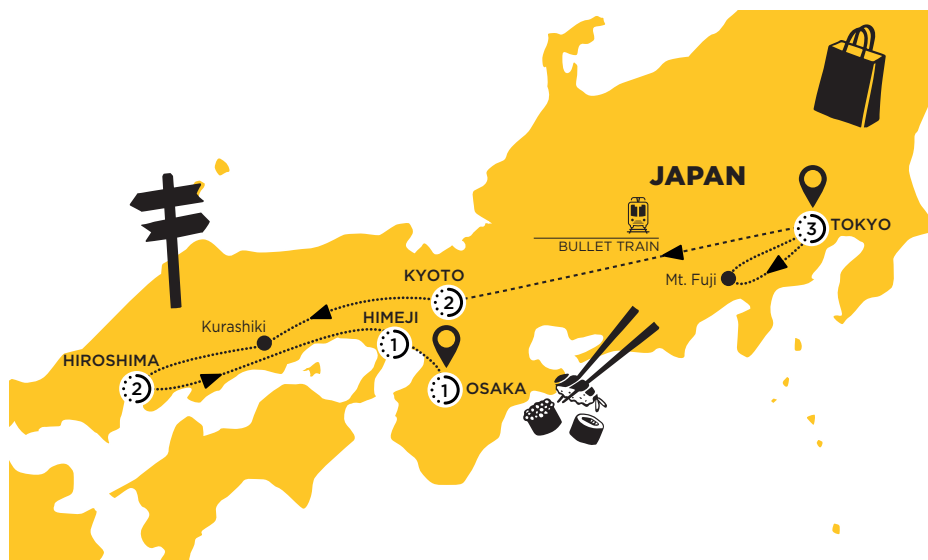 JAPAN
3 TOKYO
BULLET TRAIN
Mt. Fuji
KYOTO
2
HIMEJI
1
Kurashiki
HIROSHIMA
2
1 OSAKA